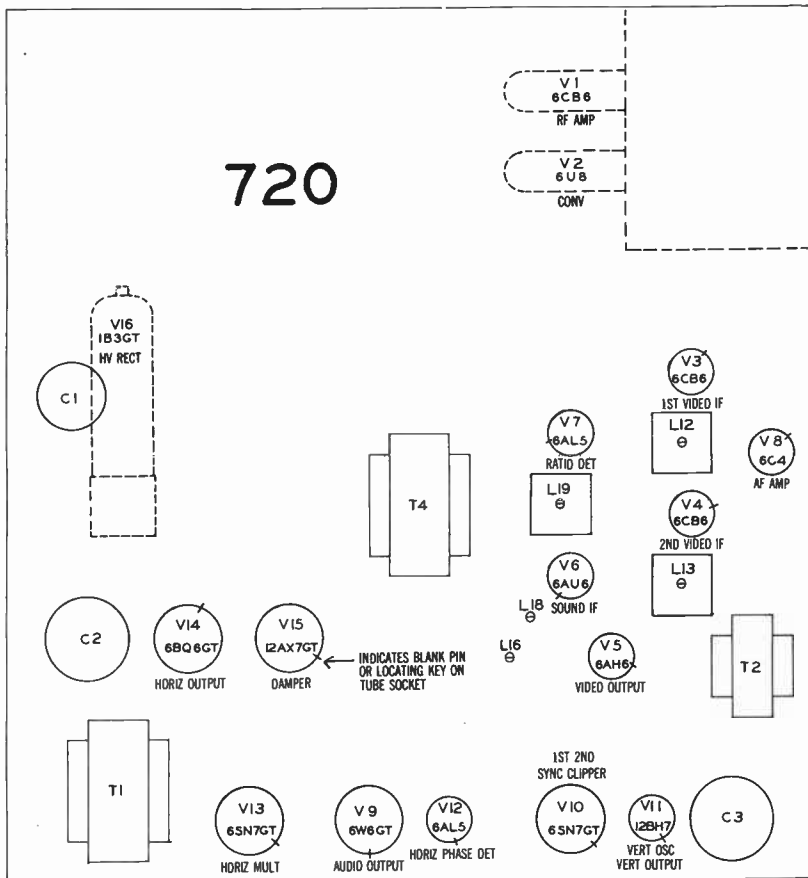 V1
6CB6
RF AMP
V2
6U8
CONV
720
V16
1B3GT
HV RECT
C1
V3
6CB6
1ST VIDEO IF
L12
V7
6AL5
RATIO DET
V8
6C4
AF AMP
L19
T4
V4
6CB6
2ND VIDEO IF
L13
V6
6AU6
SOUND IF
L18
C2
V14
6BQ6GT
HORIZ OUTPUT
V15
12AX7GT
DAMPER
INDICATES BLANK PIN
OR LOCATING KEY ON
TUBE SOCKET
L16
V5
6AH6
VIDEO OUTPUT
T2
T1
V13
6SN7GT
HORIZ MULT
V9
6W6GT
AUDIO OUTPUT
V12
6AL5
HORIZ PHASE DET
1ST 2ND
SYNC CLIPPER
V10
6SN7GT
V11
12BH7
VERT OSC
VERT OUTPUT
C3